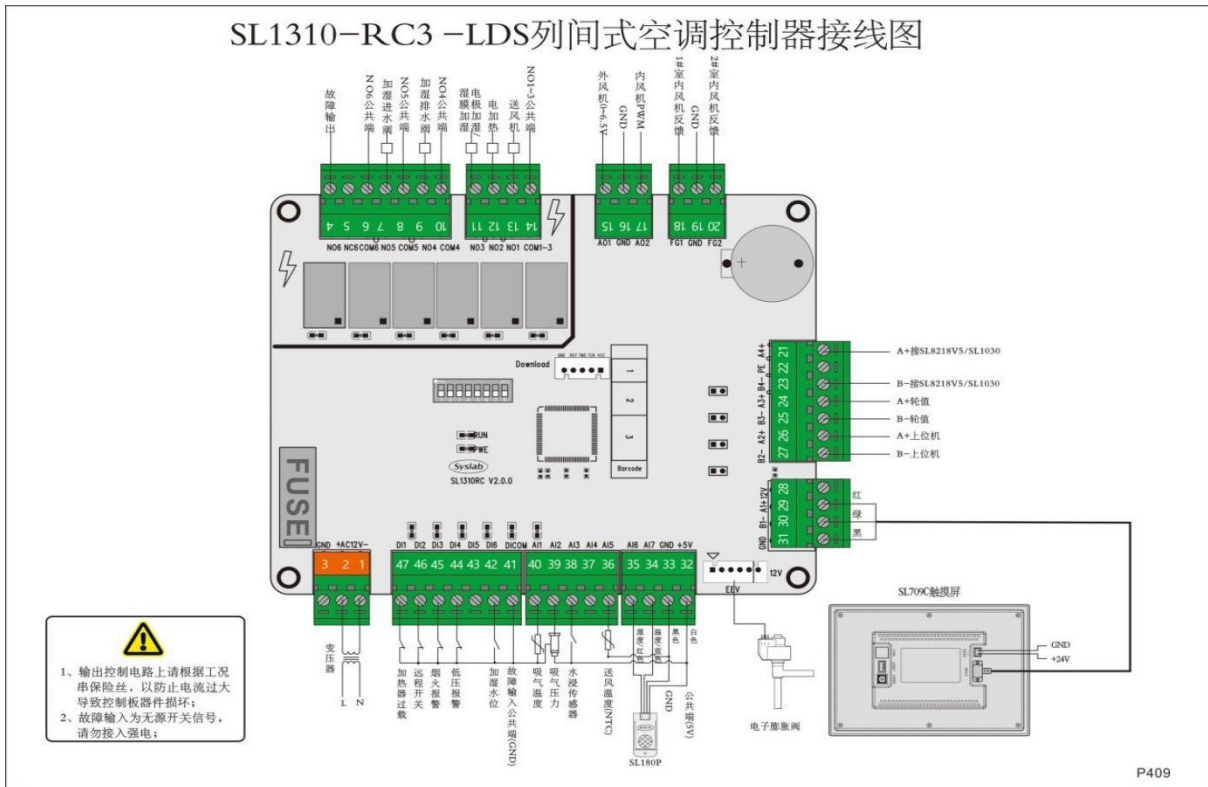 SL1310-RC3 -LDS列间式空调控制器接线图
故障输出
NO6公共端
加湿进水阀
NO5公共端
加湿排水阀
NO4公共端
电极加湿/
湿膜加湿
电加热
送风机
NO1-3公共端
外风机0-6.5V
GND
内风机PWM
1#室内风机反馈
GND
2#室内风机反馈
4 5 6 7 8 9 10
NO6 NC6 COM6 NO5 COM5 NO4 COM4
11 12 13 14
NO3 NO2 NO1 COM1-3
15 16 17
AO1 GND AO2
18 19 20
FG1 GND FG2
+
Download
GND RST TMS TCK VCC
1
2
3
Barcode
RUN
PWE
Syslab
SL1310RC V2.0.0
FUSE
21 22 23 24 25 26 27
A4+ PE B4- A3+ B3- A2+ B2-
A+接SL8218V5/SL1030
B-接SL8218V5/SL1030
A+轮值
B-轮值
A+上位机
B-上位机
28 29 30 31
12V A1+ B1- GND
红
绿
黑
GND +AC12V-
3 2 1
变压器
L N
DI1 DI2 DI3 DI4 DI5 DI6 DICOM
47 46 45 44 43 42 41
AI1 AI2 AI3 AI4 AI5
40 39 38 37 36
AI6 AI7 GND +5V
35 34 33 32
加热器过载
远程开关
烟火报警
低压报警
加湿水位
故障输入公共端(GND)
吸气温度
吸气压力
水浸传感器
送风温度(NTC)
湿度/红色
温度/蓝色
黑色
白色
GND
公共端(5V)
Syslab
SL180P
12V
EEV
电子膨胀阀
SL709C触摸屏
GND
+24V
1、输出控制电路上请根据工况
串保险丝，以防止电流过大
导致控制板器件损坏；
2、故障输入为无源开关信号，
请勿接入强电；
P409